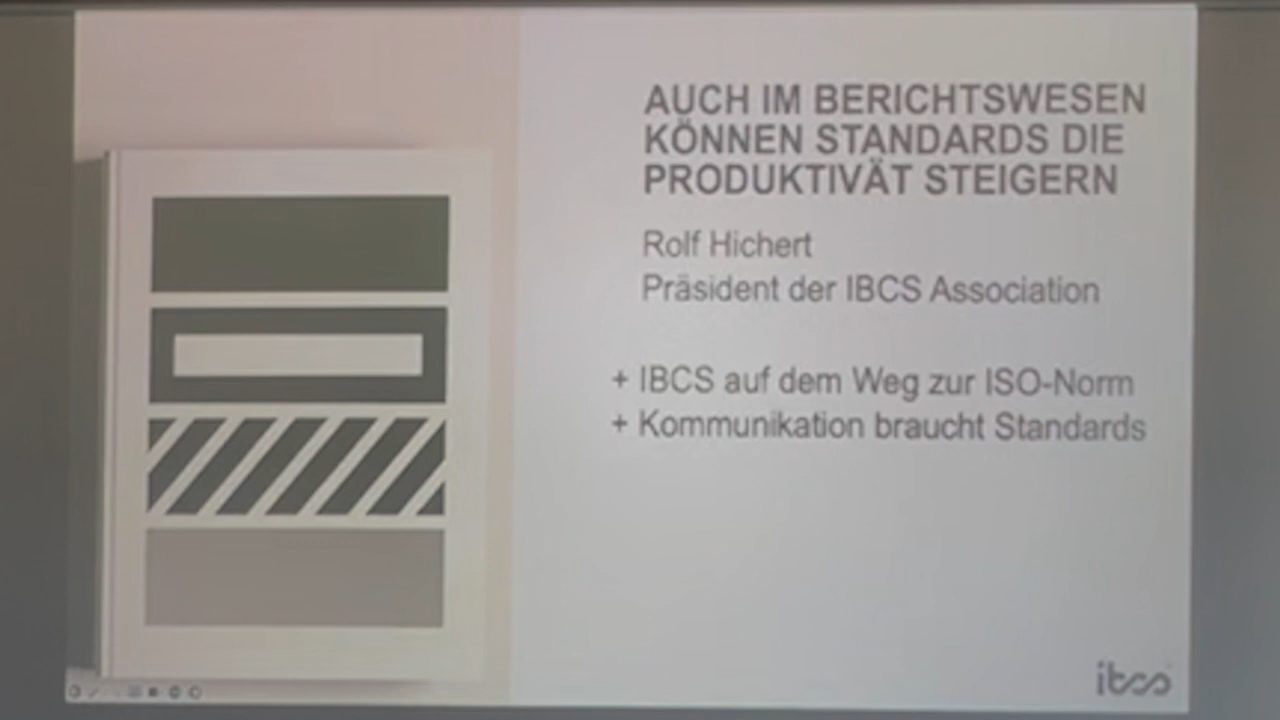 AUCH IM BERICHTSWESEN
KÖNNEN STANDARDS DIE
PRODUKTIVÄT STEIGERN
Rolf Hichert
Präsident der IBCS Association
+ IBCS auf dem Weg zur ISO-Norm
+ Kommunikation braucht Standards
ibcs